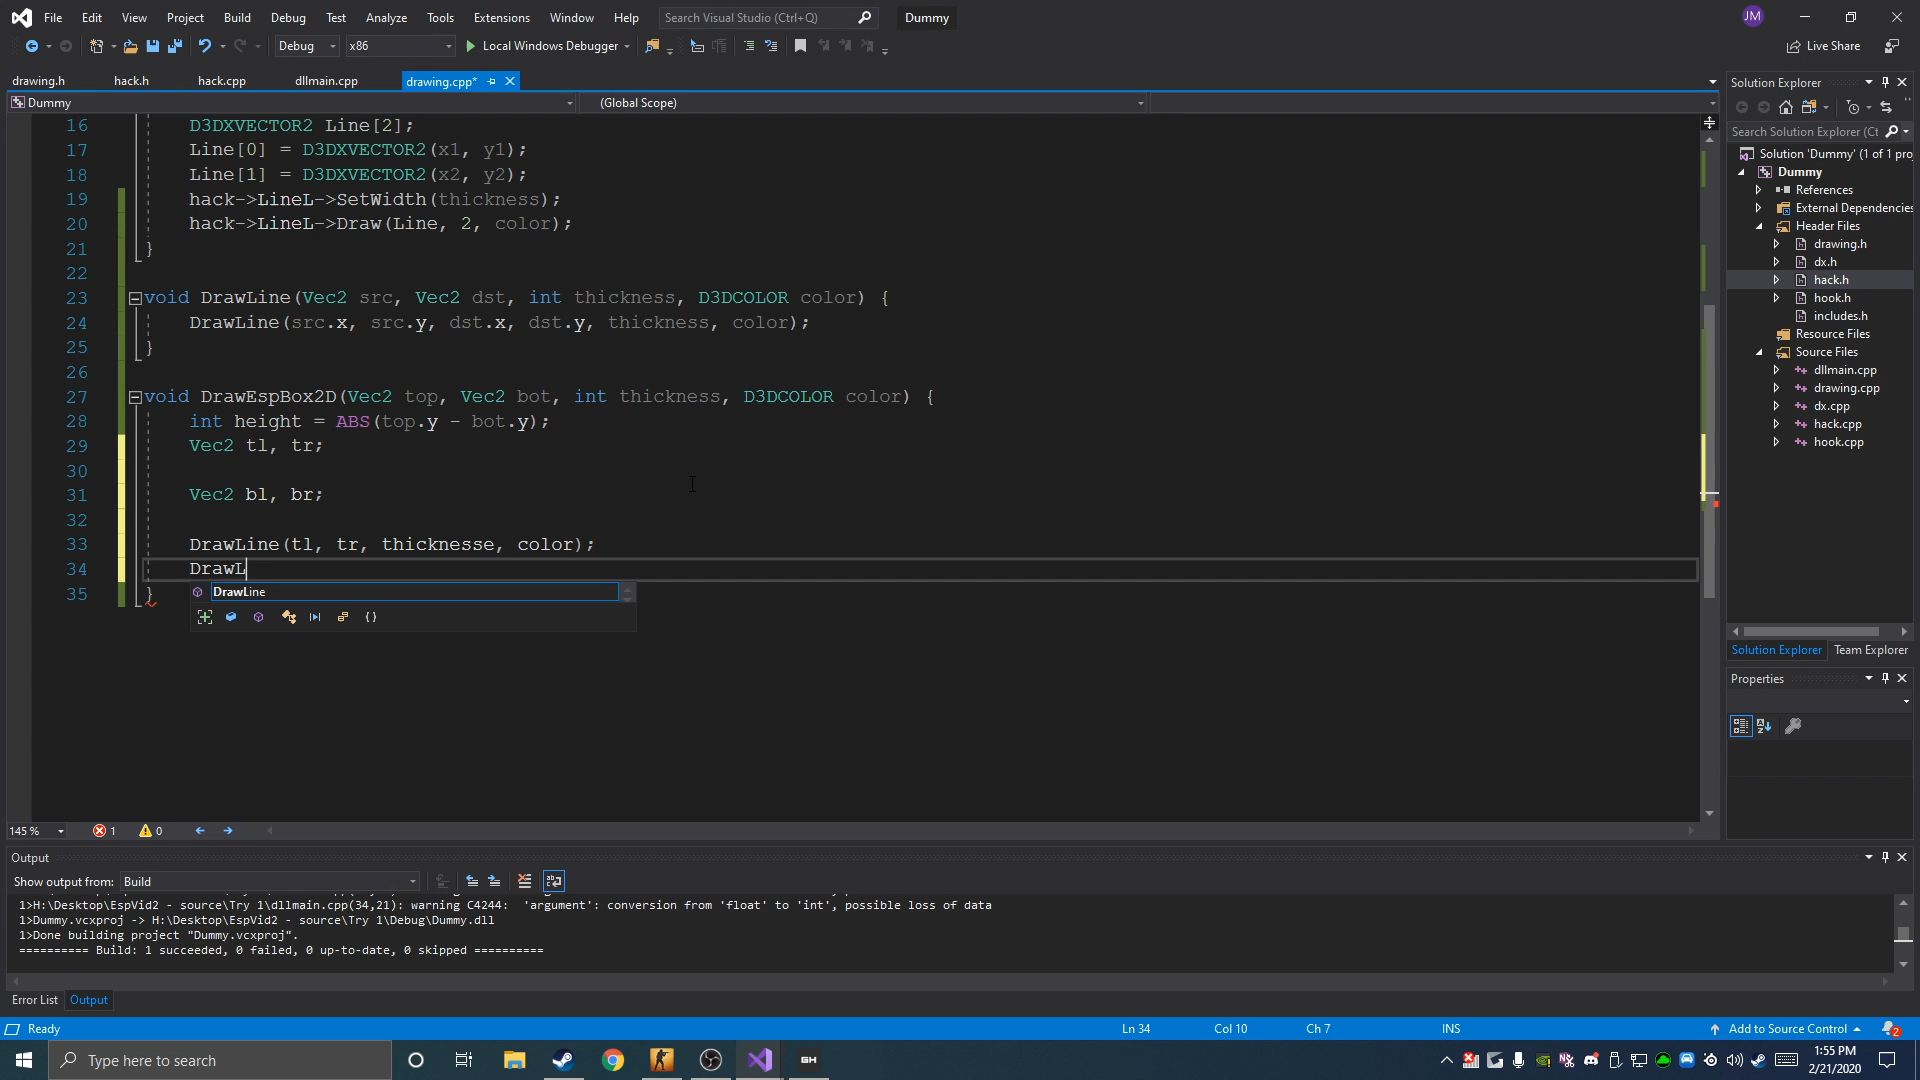 File Edit View Project Build Debug Test Analyze Tools Extensions Window Help Search Visual Studio (Ctrl+Q) Dummy JM
Debug x86 Local Windows Debugger Live Share
drawing.h hack.h hack.cpp dllmain.cpp drawing.cpp*
Dummy (Global Scope)
16 D3DXVECTOR2 Line[2];
17 Line[0] = D3DXVECTOR2(x1, y1);
18 Line[1] = D3DXVECTOR2(x2, y2);
19 hack->LineL->SetWidth(thickness);
20 hack->LineL->Draw(Line, 2, color);
21 }
22
23 void DrawLine(Vec2 src, Vec2 dst, int thickness, D3DCOLOR color) {
24 DrawLine(src.x, src.y, dst.x, dst.y, thickness, color);
25 }
26
27 void DrawEspBox2D(Vec2 top, Vec2 bot, int thickness, D3DCOLOR color) {
28 int height = ABS(top.y - bot.y);
29 Vec2 tl, tr;
30
31 Vec2 bl, br;
32
33 DrawLine(tl, tr, thicknesse, color);
34 DrawL
35 }
DrawLine
145 % 1 0
Solution Explorer
Search Solution Explorer (Ct
Solution 'Dummy' (1 of 1 proj
Dummy
References
External Dependencies
Header Files
drawing.h
dx.h
hack.h
hook.h
includes.h
Resource Files
Source Files
dllmain.cpp
drawing.cpp
dx.cpp
hack.cpp
hook.cpp
Solution Explorer Team Explorer
Properties
Output
Show output from: Build
1>H:\Desktop\EspVid2 - source\Try 1\dllmain.cpp(34,21): warning C4244: 'argument': conversion from 'float' to 'int', possible loss of data
1>Dummy.vcxproj -> H:\Desktop\EspVid2 - source\Try 1\Debug\Dummy.dll
1>Done building project "Dummy.vcxproj".
========== Build: 1 succeeded, 0 failed, 0 up-to-date, 0 skipped ==========
Error List Output
Ready Ln 34 Col 10 Ch 7 INS Add to Source Control 2
Type here to search GH 1:55 PM
2/21/2020